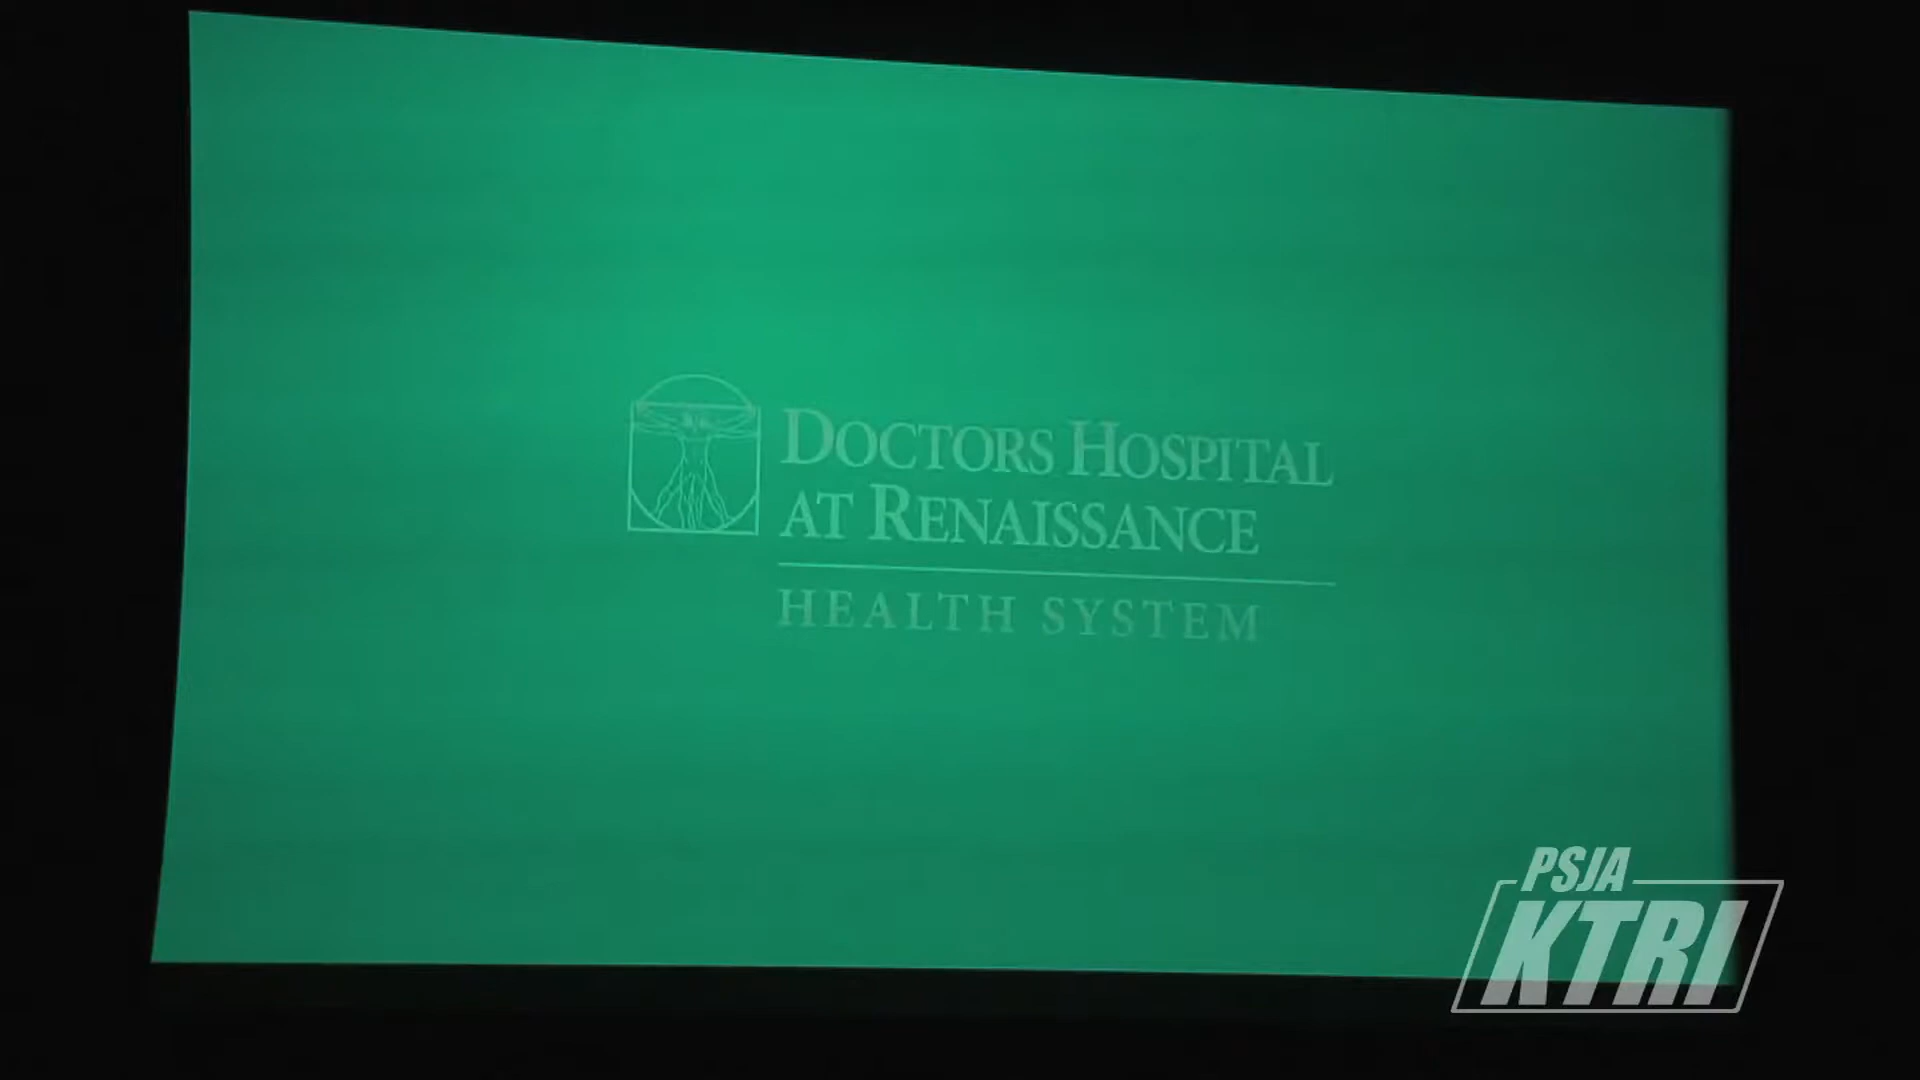 DOCTORS HOSPITAL
AT RENAISSANCE
HEALTH SYSTEM
PSJA
KTRI